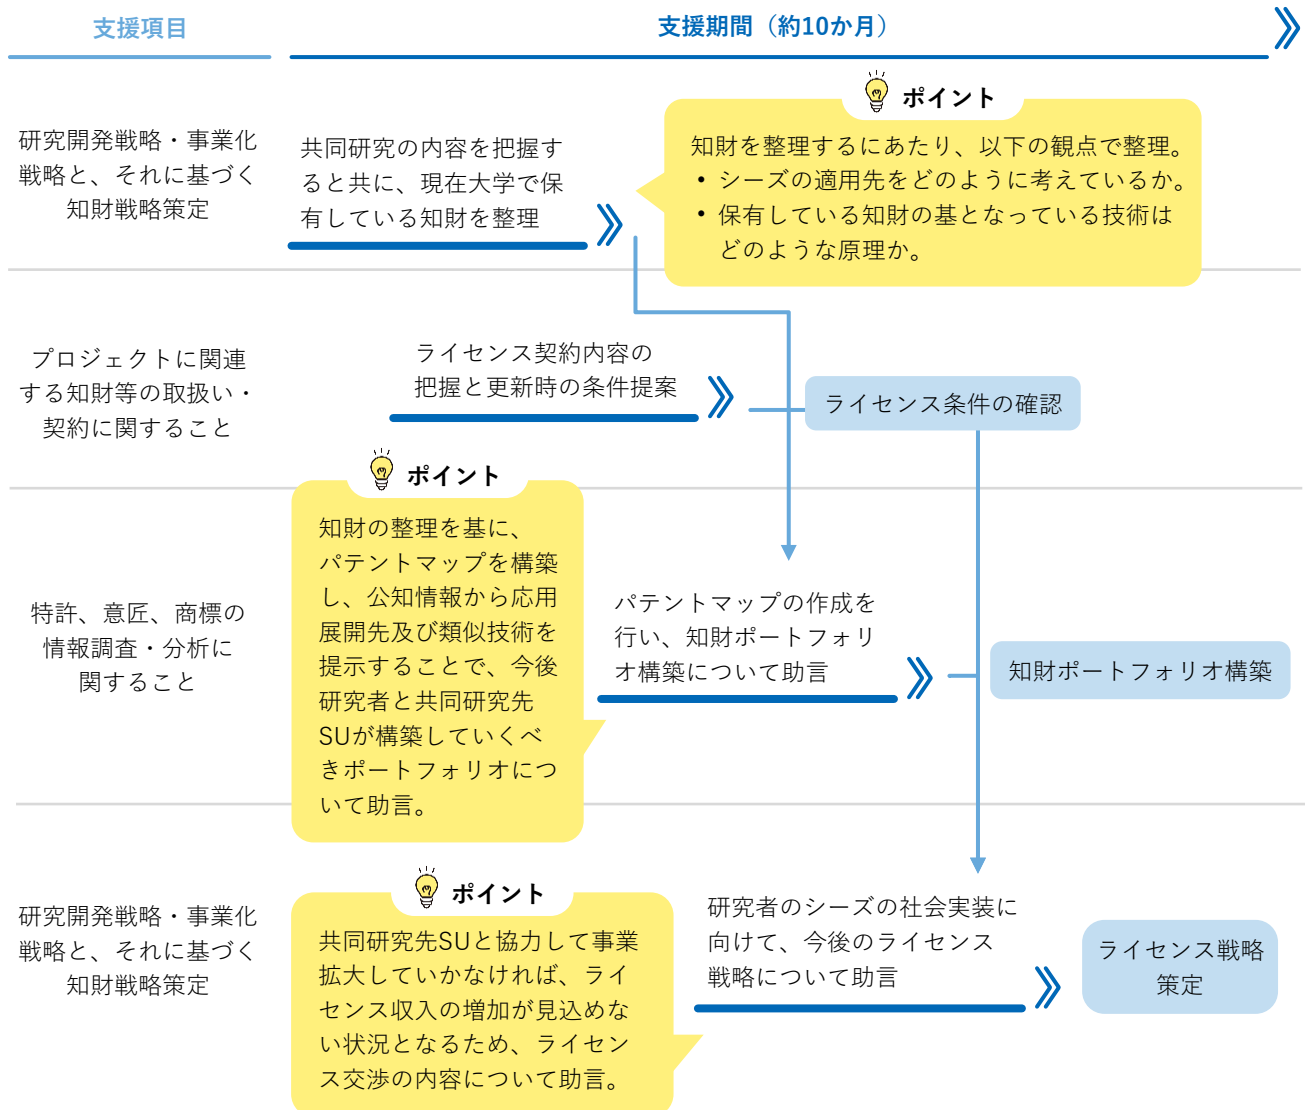 支援項目
支援期間（約10か月）
研究開発戦略・事業化
戦略と、それに基づく
知財戦略策定
共同研究の内容を把握す
ると共に、現在大学で保
有している知財を整理
ポイント
知財を整理するにあたり、以下の観点で整理。
• シーズの適用先をどのように考えているか。
• 保有している知財の基となっている技術は
どのような原理か。
プロジェクトに関連
する知財等の取扱い・
契約に関すること
ライセンス契約内容の
把握と更新時の条件提案
ライセンス条件の確認
特許、意匠、商標の
情報調査・分析に
関すること
ポイント
知財の整理を基に、
パテントマップを構築
し、公知情報から応用
展開先及び類似技術を
提示することで、今後
研究者と共同研究先
SUが構築していくべ
きポートフォリオにつ
いて助言。
パテントマップの作成を
行い、知財ポートフォリ
オ構築について助言
知財ポートフォリオ構築
研究開発戦略・事業化
戦略と、それに基づく
知財戦略策定
ポイント
共同研究先SUと協力して事業
拡大していかなければ、ライ
センス収入の増加が見込めな
い状況となるため、ライセン
ス交渉の内容について助言。
研究者のシーズの社会実装に
向けて、今後のライセンス
戦略について助言
ライセンス戦略
策定